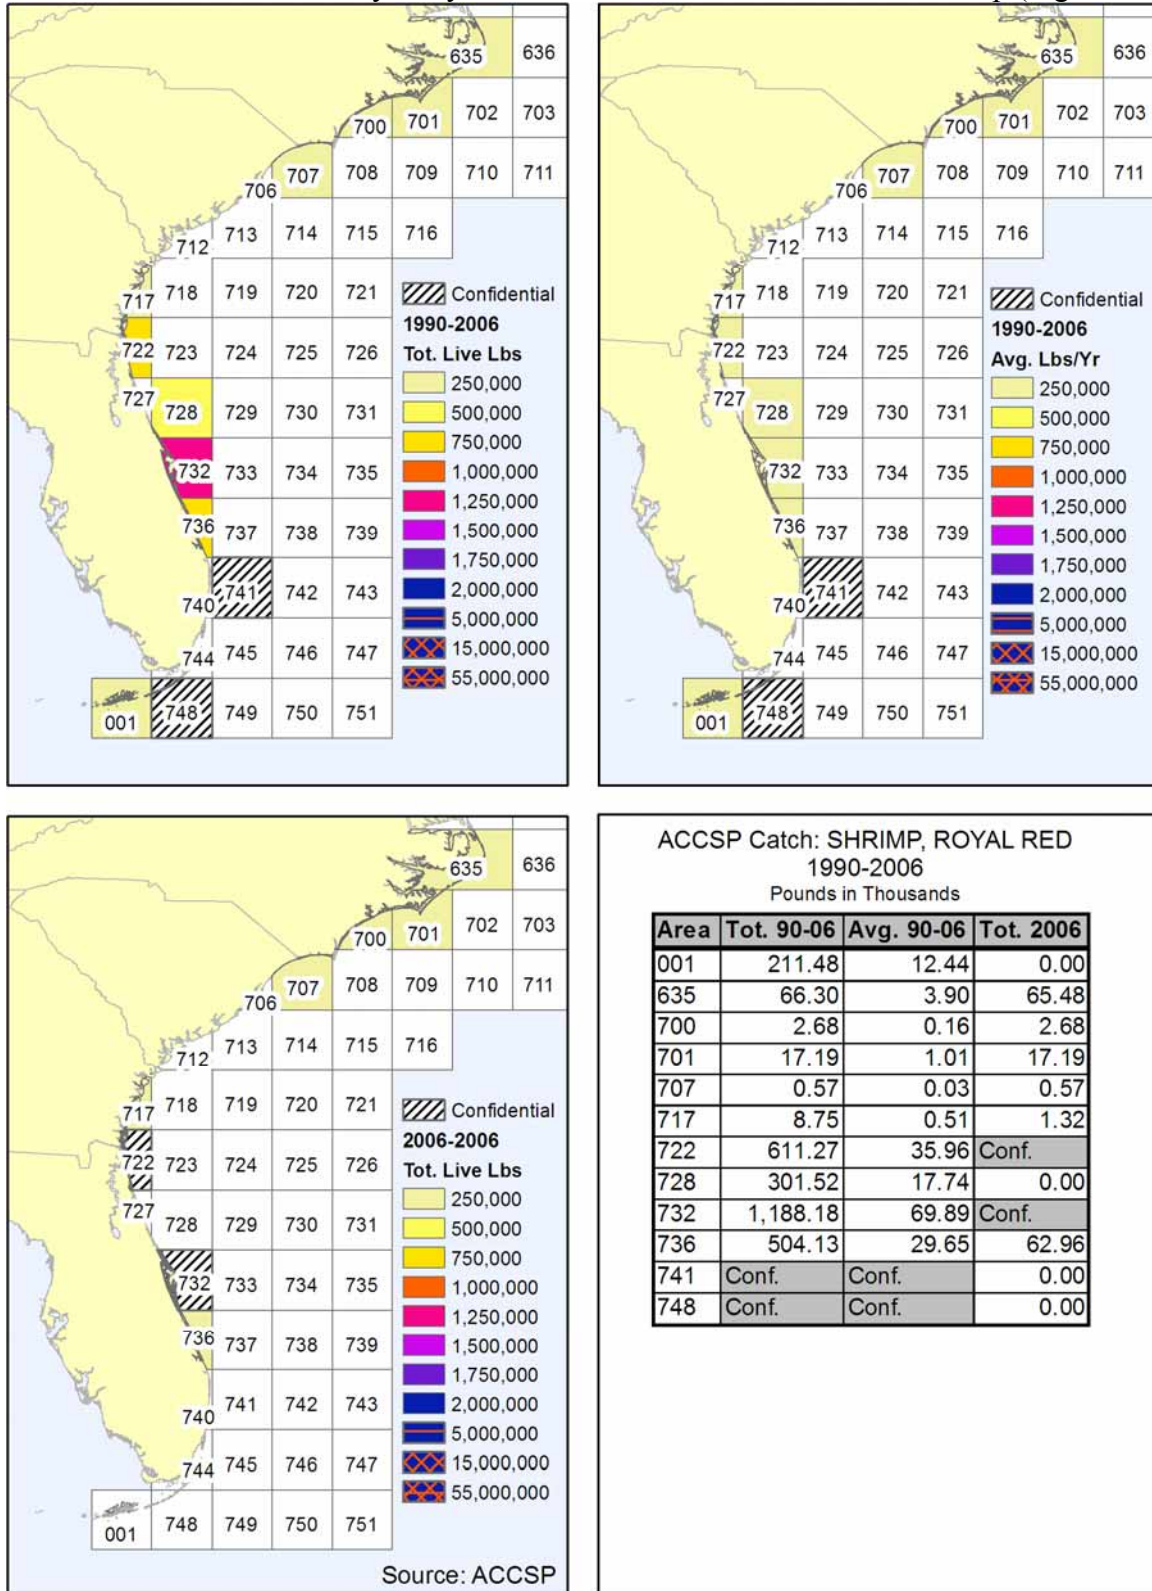 635 636
700 701 702 703
706 707 708 709 710 711
712 713 714 715 716
717 718 719 720 721
722 723 724 725 726
727 728 729 730 731
732 733 734 735
736 737 738 739
740 741 742 743
744 745 746 747
001 748 749 750 751
Confidential
1990-2006
Tot. Live Lbs
250,000
500,000
750,000
1,000,000
1,250,000
1,500,000
1,750,000
2,000,000
5,000,000
15,000,000
55,000,000
635 636
700 701 702 703
706 707 708 709 710 711
712 713 714 715 716
717 718 719 720 721
722 723 724 725 726
727 728 729 730 731
732 733 734 735
736 737 738 739
740 741 742 743
744 745 746 747
001 748 749 750 751
Confidential
1990-2006
Avg. Lbs/Yr
250,000
500,000
750,000
1,000,000
1,250,000
1,500,000
1,750,000
2,000,000
5,000,000
15,000,000
55,000,000
635 636
700 701 702 703
706 707 708 709 710 711
712 713 714 715 716
717 718 719 720 721
722 723 724 725 726
727 728 729 730 731
732 733 734 735
736 737 738 739
740 741 742 743
744 745 746 747
001 748 749 750 751
Confidential
2006-2006
Tot. Live Lbs
250,000
500,000
750,000
1,000,000
1,250,000
1,500,000
1,750,000
2,000,000
5,000,000
15,000,000
55,000,000
Source: ACCSP
ACCSP Catch: SHRIMP, ROYAL RED
1990-2006
Pounds in Thousands
Area Tot. 90-06 Avg. 90-06 Tot. 2006
001 211.48 12.44 0.00
635 66.30 3.90 65.48
700 2.68 0.16 2.68
701 17.19 1.01 17.19
707 0.57 0.03 0.57
717 8.75 0.51 1.32
722 611.27 35.96 Conf.
728 301.52 17.74 0.00
732 1,188.18 69.89 Conf.
736 504.13 29.65 62.96
741 Conf. Conf. 0.00
748 Conf. Conf. 0.00